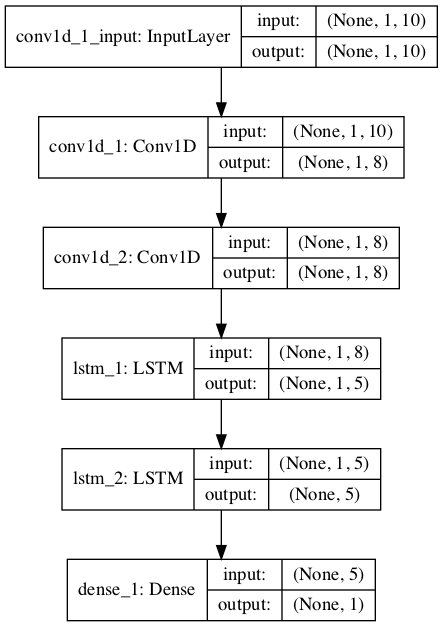 conv1d_1_input: InputLayer
input:
(None, 1, 10)
output:
(None, 1, 10)
conv1d_1: Conv1D
input:
(None, 1, 10)
output:
(None, 1, 8)
conv1d_2: Conv1D
input:
(None, 1, 8)
output:
(None, 1, 8)
lstm_1: LSTM
input:
(None, 1, 8)
output:
(None, 1, 5)
lstm_2: LSTM
input:
(None, 1, 5)
output:
(None, 5)
dense_1: Dense
input:
(None, 5)
output:
(None, 1)